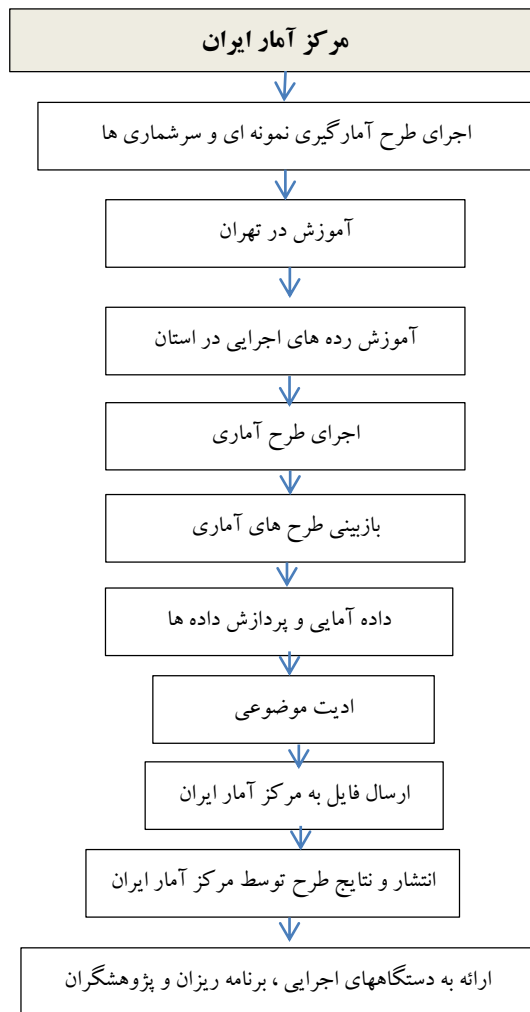 مرکز آمار ایران
اجرای طرح آمارگیری نمونه ای و سرشماری ها
آموزش در تهران
آموزش رده های اجرایی در استان
اجرای طرح آماری
بازبینی طرح های آماری
داده آمایی و پردازش داده ها
ادیت موضوعی
ارسال فایل به مرکز آمار ایران
انتشار و نتایج طرح توسط مرکز آمار ایران
ارائه به دستگاههای اجرایی ، برنامه ریزان و پژوهشگران